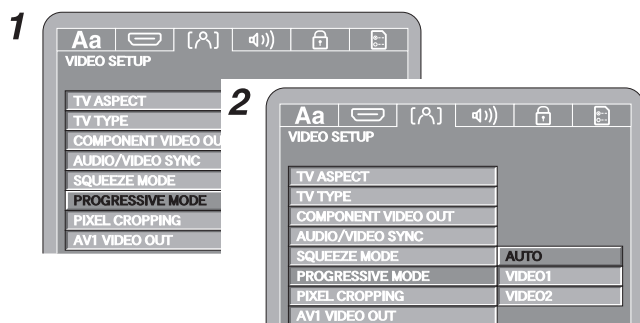 1
Aa
VIDEO SETUP
TV ASPECT
TV TYPE
COMPONENT VIDEO OU
AUDIO/VIDEO SYNC
SQUEEZE MODE
PROGRESSIVE MODE
PIXEL CROPPING
AV1 VIDEO OUT
2
Aa
VIDEO SETUP
TV ASPECT
TV TYPE
COMPONENT VIDEO OUT
AUDIO/VIDEO SYNC
SQUEEZE MODE AUTO
PROGRESSIVE MODE VIDEO1
PIXEL CROPPING VIDEO2
AV1 VIDEO OUT